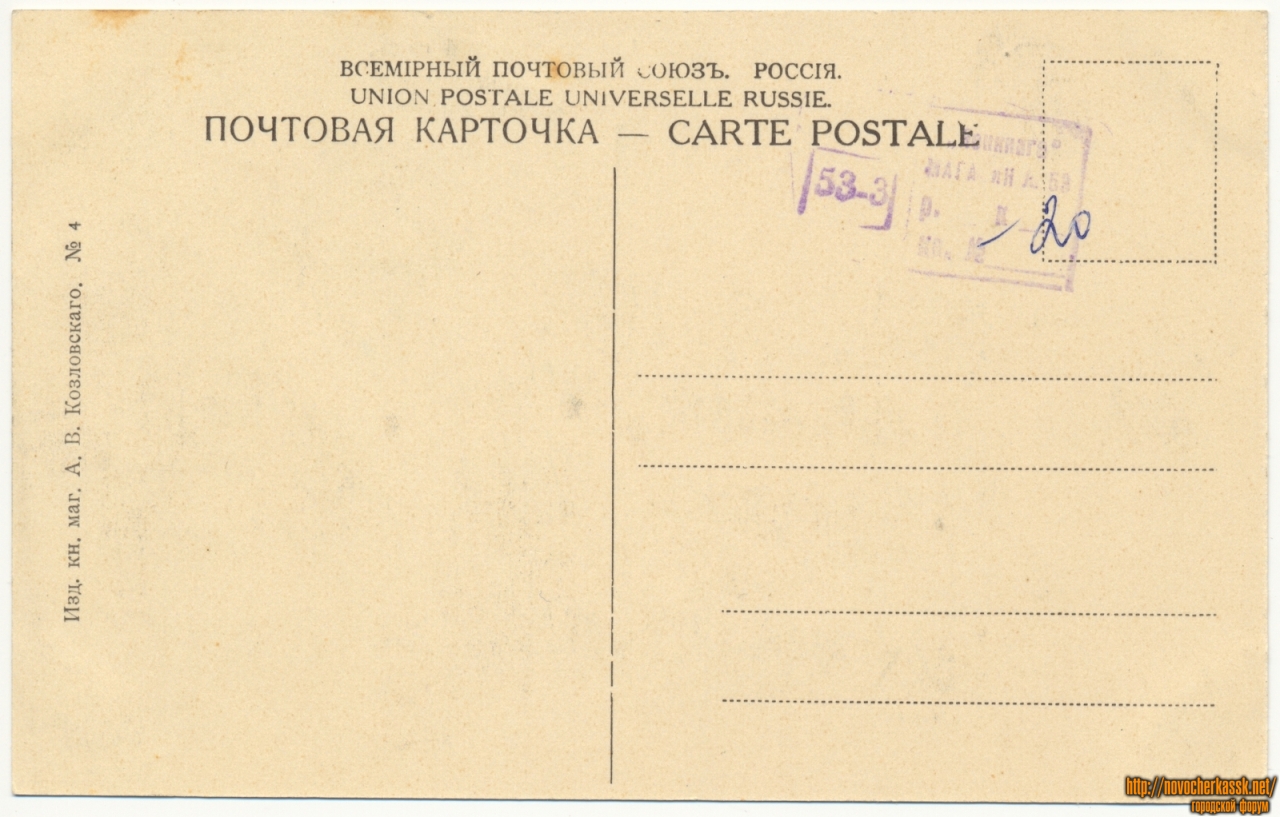 ВСЕМІРНЫЙ ПОЧТОВЫЙ СОЮЗЪ. РОССІЯ.
UNION POSTALE UNIVERSELLE RUSSIE.
ПОЧТОВАЯ КАРТОЧКА — CARTE POSTALE
53-3
-20
Изд. кн. маг. А. В. Козловскаго. № 4
http://novocherkassk.net/
городской форум